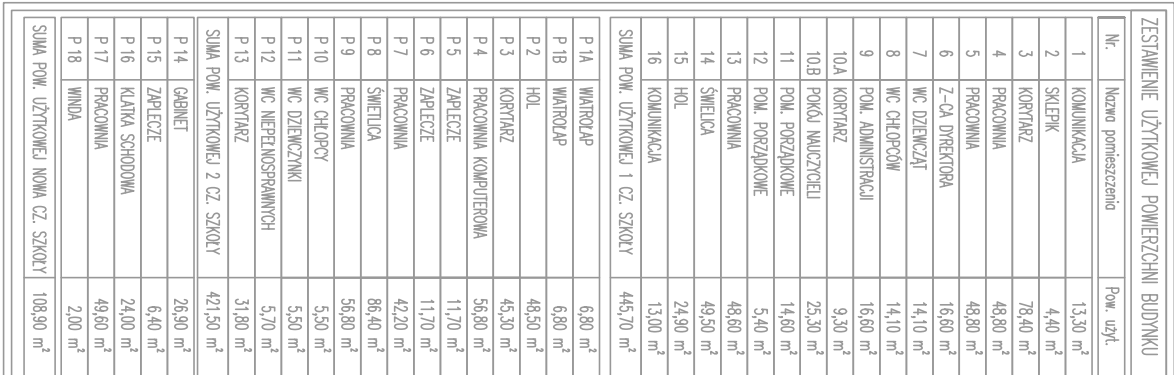 ZESTAWIENIE UŻYTKOWEJ POWIERZCHNI BUDYNKU
Nr. Nazwa pomieszczenia Pow. użyt.
1 KOMUNIKACJA 13,30 m²
2 SKLEPIK 4,40 m²
3 KORYTARZ 78,40 m²
4 PRACOWNA 48,80 m²
5 PRACOWNIA 48,80 m²
6 Z-CA DYREKTORA 16,60 m²
7 WC DZIEWCZĄT 14,10 m²
8 WC CHŁOPCÓW 14,10 m²
9 POM. ADMINISTRACJI 16,60 m²
10.A KORYTARZ 9,30 m²
10.B POKÓJ NAUCZYCIELI 25,30 m²
11 POM. PORZĄDKOWE 14,60 m²
12 POM. PORZĄDKOWE 5,40 m²
13 PRACOWNIA 48,60 m²
14 ŚWIELICA 49,50 m²
15 HOL 24,90 m²
16 KOMUNIKACJA 13,00 m²
SUMA POW. UŻYTKOWEJ 1 CZ. SZKOŁY 445,70 m²
P 1A WIATROŁAP 6,80 m²
P 1B WIATROŁAP 6,80 m²
P 2 HOL 48,50 m²
P 3 KORYTARZ 45,30 m²
P 4 PRACOWNIA KOMPUTEROWA 56,80 m²
P 5 ZAPLECZE 11,70 m²
P 6 ZAPLECZE 11,70 m²
P 7 PRACOWNIA 42,20 m²
P 8 ŚWIETLICA 86,40 m²
P 9 PRACOWNIA 56,80 m²
P 10 WC CHŁOPCY 5,50 m²
P 11 WC DZIEWCZYNKI 5,50 m²
P 12 WC NIEPEŁNOSPRAWNYCH 5,70 m²
P 13 KORYTARZ 31,80 m²
SUMA POW. UŻYTKOWEJ 2 CZ. SZKOŁY 421,50 m²
P 14 GABINET 26,90 m²
P 15 ZAPLECZE 6,40 m²
P 16 KLATKA SCHODOWA 24,00 m²
P 17 PRACOWNIA 49,60 m²
P 18 WINDA 2,00 m²
SUMA POW. UŻYTKOWEJ NOWA CZ. SZKOŁY 108,90 m²